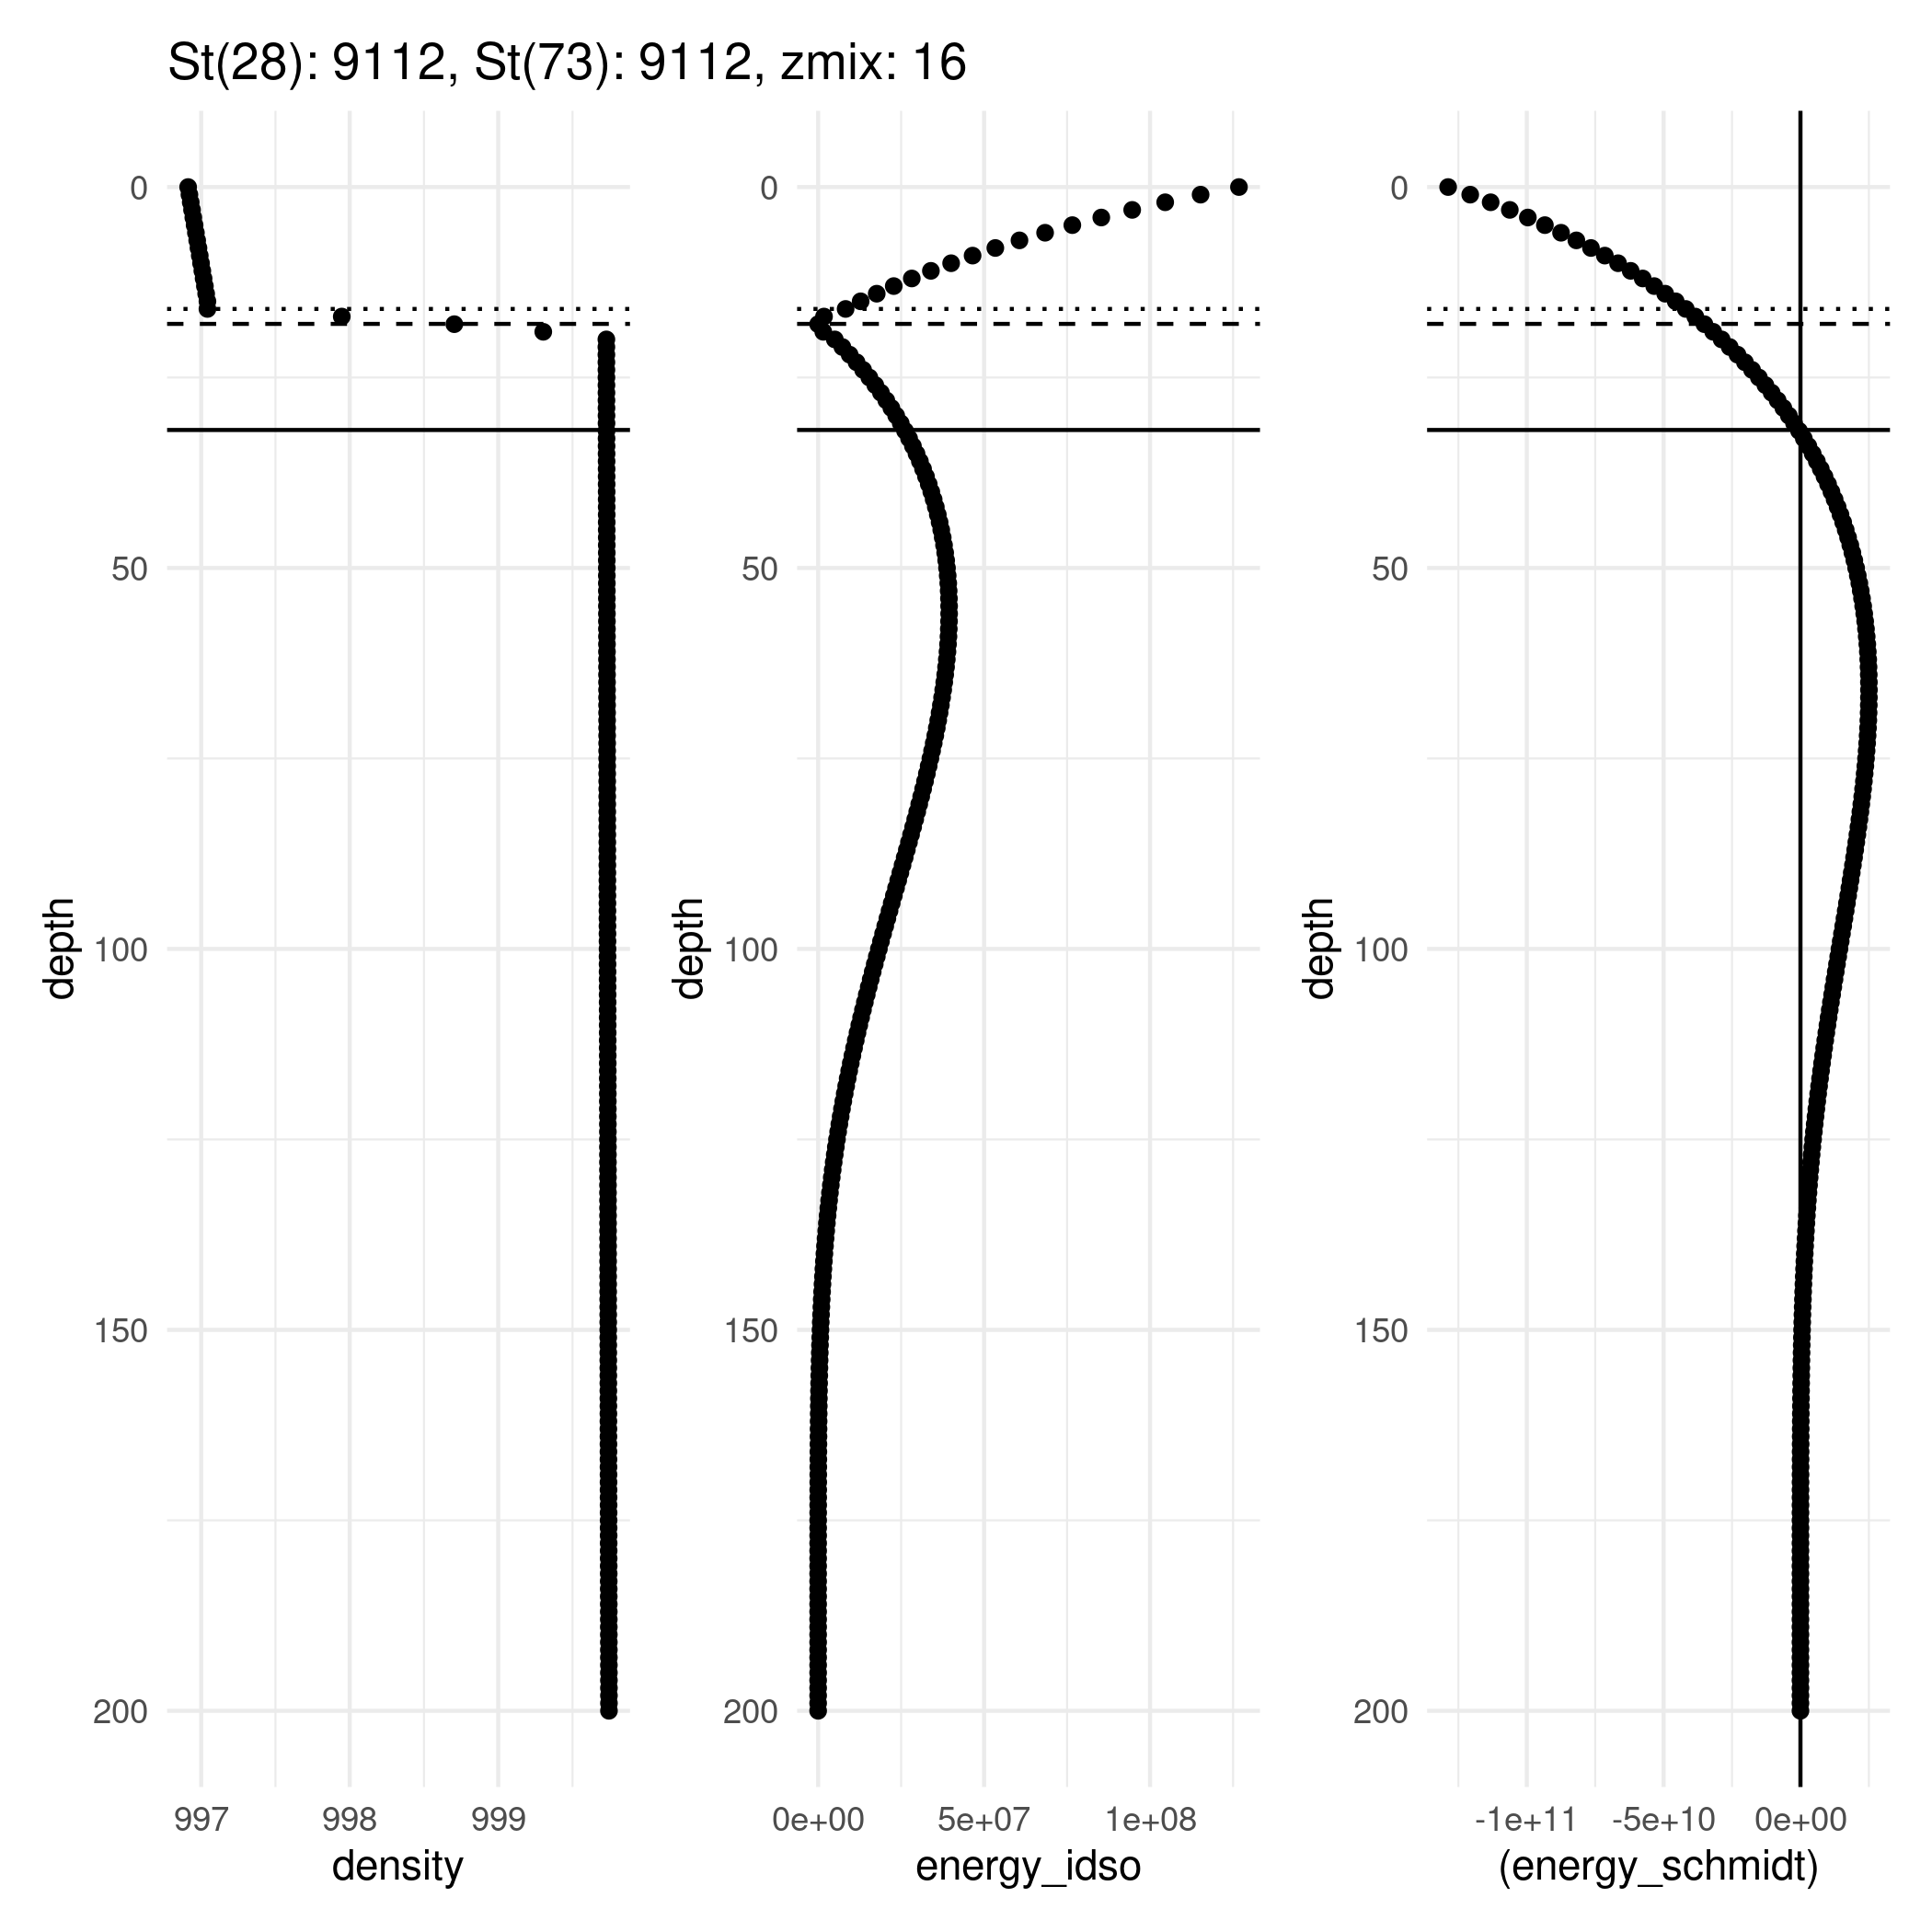 St(28): 9112, St(73): 9112, zmix: 16
depth
0
50
100
150
200
997 998 999
density
depth
0
50
100
150
200
0e+00 5e+07 1e+08
energy_idso
depth
0
50
100
150
200
-1e+11 -5e+10 0e+00
(energy_schmidt)